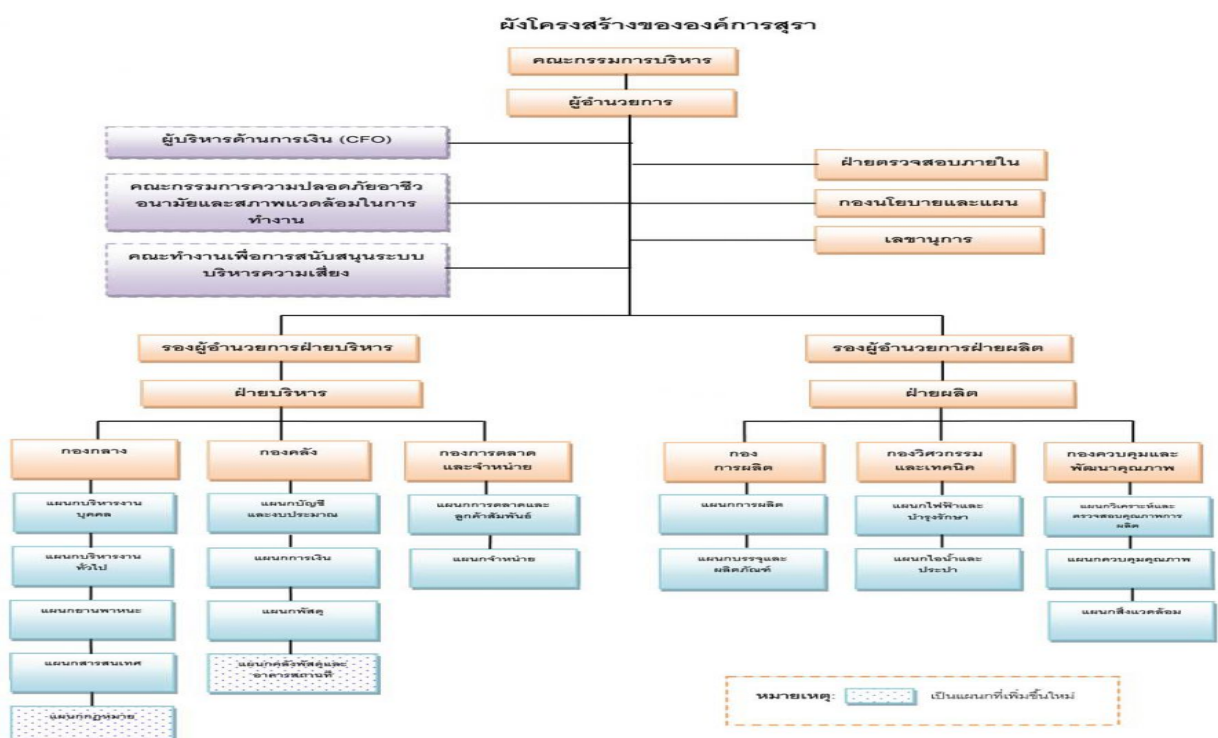 ผังโครงสร้างขององค์การสุรา
คณะกรรมการบริหาร
ผู้อำนวยการ
ผู้บริหารด้านการเงิน (CFO)
คณะกรรมการความปลอดภัยอาชีว
อนามัยและสภาพแวดล้อมในการ
ทำงาน
คณะทำงานเพื่อการสนับสนุนระบบ
บริหารความเสี่ยง
ฝ่ายตรวจสอบภายใน
กองนโยบายและแผน
เลขานุการ
รองผู้อำนวยการฝ่ายบริหาร
ฝ่ายบริหาร
กองกลาง
แผนกบริหารงาน
บุคคล
แผนกบริหารงาน
ทั่วไป
แผนกยานพาหนะ
แผนกสารสนเทศ
แผนกกฎหมาย
กองคลัง
แผนกบัญชี
และงบประมาณ
แผนกการเงิน
แผนกพัสดุ
แผนกคลังพัสดุและ
อาคารสถานที่
กองการตลาด
และจำหน่าย
แผนกการตลาดและ
ลูกค้าสัมพันธ์
แผนกจำหน่าย
รองผู้อำนวยการฝ่ายผลิต
ฝ่ายผลิต
กอง
การผลิต
แผนกการผลิต
แผนกบรรจุและ
ผลิตภัณฑ์
กองวิศวกรรม
และเทคนิค
แผนกไฟฟ้าและ
บำรุงรักษา
แผนกไอน้ำและ
ประปา
กองควบคุมและ
พัฒนาคุณภาพ
แผนกวิเคราะห์และ
ตรวจสอบคุณภาพการ
ผลิต
แผนกควบคุมคุณภาพ
แผนกสิ่งแวดล้อม
หมายเหตุ: เป็นแผนกที่เพิ่มขึ้นใหม่